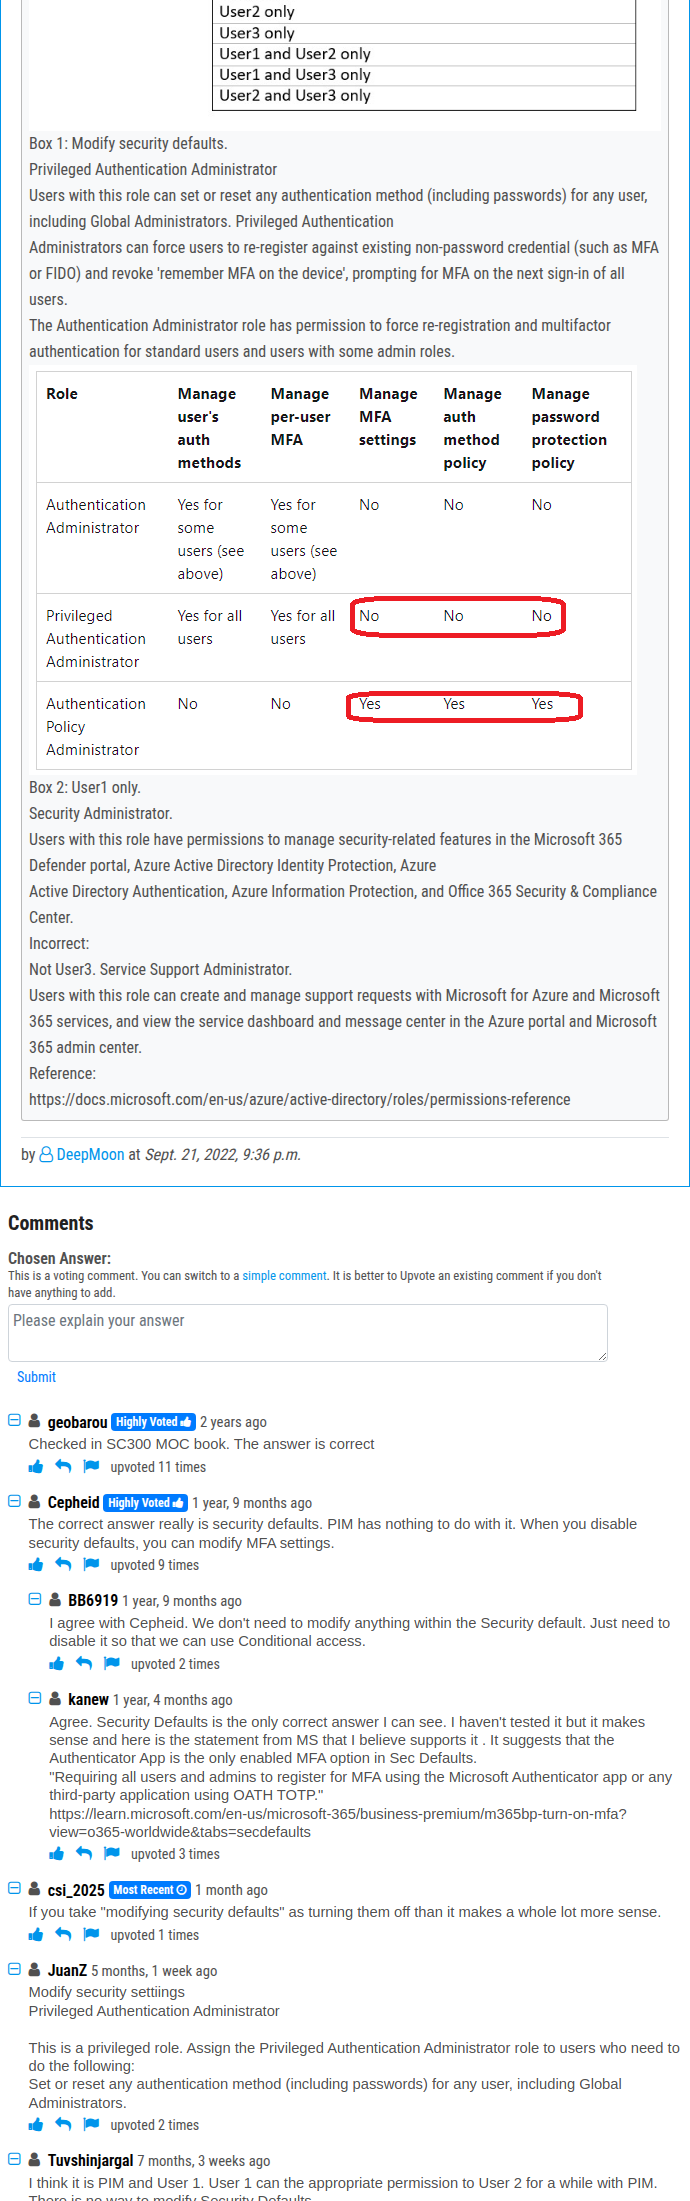 User2 only
User3 only
User1 and User2 only
User1 and User3 only
User2 and User3 only
Box 1: Modify security defaults.
Privileged Authentication Administrator
Users with this role can set or reset any authentication method (including passwords) for any user,
including Global Administrators. Privileged Authentication
Administrators can force users to re-register against existing non-password credential (such as MFA
or FIDO) and revoke 'remember MFA on the device', prompting for MFA on the next sign-in of all
users.
The Authentication Administrator role has permission to force re-registration and multifactor
authentication for standard users and users with some admin roles.
Role Manage Manage Manage Manage Manage
user's per-user MFA auth password
auth MFA settings method protection
methods policy policy
Authentication Yes for Yes for No No No
Administrator some some
users (see users (see
above) above)
Privileged Yes for all Yes for all No No No
Authentication users users
Administrator
Authentication No No Yes Yes Yes
Policy
Administrator
Box 2: User1 only.
Security Administrator.
Users with this role have permissions to manage security-related features in the Microsoft 365
Defender portal, Azure Active Directory Identity Protection, Azure
Active Directory Authentication, Azure Information Protection, and Office 365 Security & Compliance
Center.
Incorrect:
Not User3. Service Support Administrator.
Users with this role can create and manage support requests with Microsoft for Azure and Microsoft
365 services, and view the service dashboard and message center in the Azure portal and Microsoft
365 admin center.
Reference:
https://docs.microsoft.com/en-us/azure/active-directory/roles/permissions-reference
by DeepMoon at Sept. 21, 2022, 9:36 p.m.
Comments
Chosen Answer:
This is a voting comment. You can switch to a simple comment. It is better to Upvote an existing comment if you don't
have anything to add.
Please explain your answer
Submit
geobarou Highly Voted 2 years ago
Checked in SC300 MOC book. The answer is correct
upvoted 11 times
Cepheid Highly Voted 1 year, 9 months ago
The correct answer really is security defaults. PIM has nothing to do with it. When you disable
security defaults, you can modify MFA settings.
upvoted 9 times
BB6919 1 year, 9 months ago
I agree with Cepheid. We don't need to modify anything within the Security default. Just need to
disable it so that we can use Conditional access.
upvoted 2 times
kanew 1 year, 4 months ago
Agree. Security Defaults is the only correct answer I can see. I haven't tested it but it makes
sense and here is the statement from MS that I believe supports it . It suggests that the
Authenticator App is the only enabled MFA option in Sec Defaults.
"Requiring all users and admins to register for MFA using the Microsoft Authenticator app or any
third-party application using OATH TOTP."
https://learn.microsoft.com/en-us/microsoft-365/business-premium/m365bp-turn-on-mfa?
view=o365-worldwide&tabs=secdefaults
upvoted 3 times
csi_2025 Most Recent 1 month ago
If you take "modifying security defaults" as turning them off than it makes a whole lot more sense.
upvoted 1 times
JuanZ 5 months, 1 week ago
Modify security settiings
Privileged Authentication Administrator
This is a privileged role. Assign the Privileged Authentication Administrator role to users who need to
do the following:
Set or reset any authentication method (including passwords) for any user, including Global
Administrators.
upvoted 2 times
Tuvshinjargal 7 months, 3 weeks ago
I think it is PIM and User 1. User 1 can the appropriate permission to User 2 for a while with PIM.
There is no way to modify Security Defaults